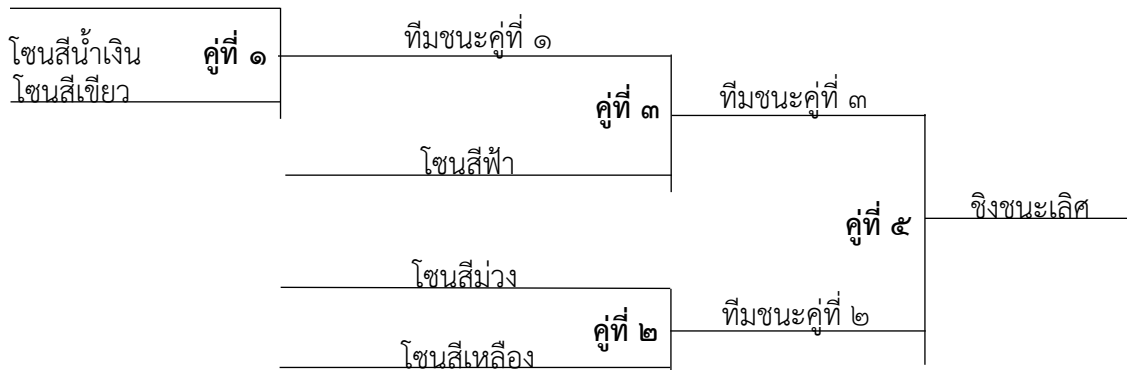 โซนสีน้ำเงิน
คู่ที่ ๑
โซนสีเขียว
ทีมชนะคู่ที่ ๑
คู่ที่ ๓
โซนสีฟ้า
ทีมชนะคู่ที่ ๓
คู่ที่ ๕
ชิงชนะเลิศ
โซนสีม่วง
คู่ที่ ๒
โซนสีเหลือง
ทีมชนะคู่ที่ ๒